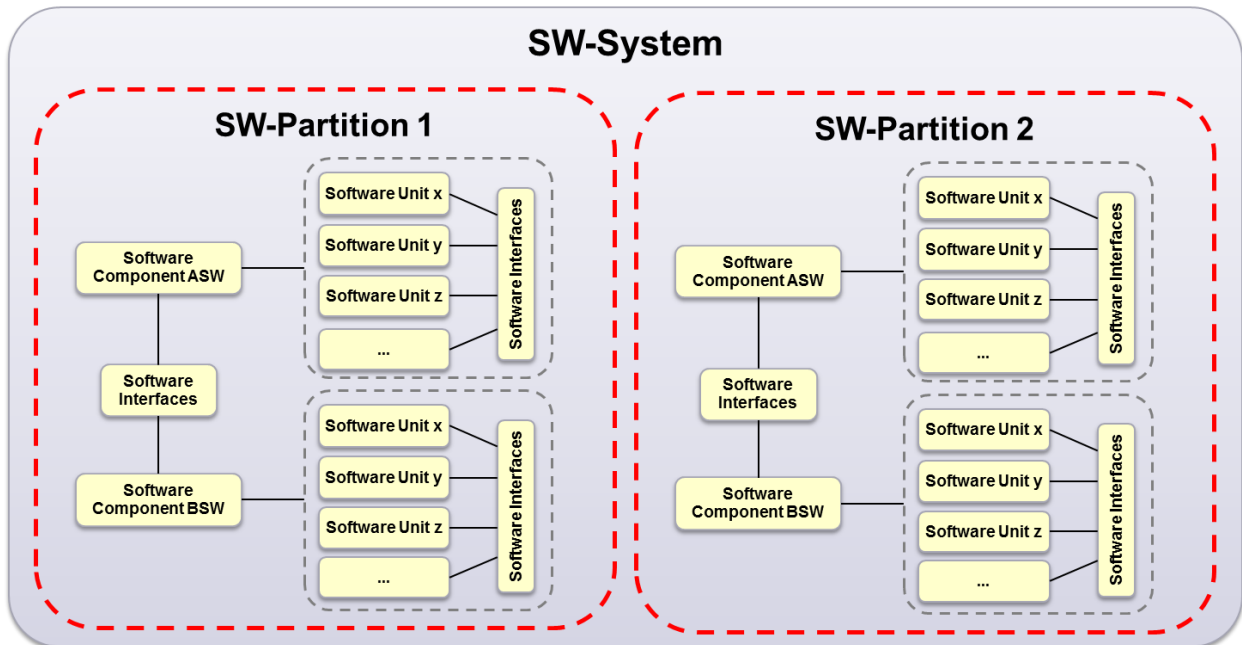 SW-System
SW-Partition 1
Software
Component ASW
Software
Interfaces
Software
Component BSW
Software Unit x
Software Unit y
Software Unit z
...
Software Interfaces
Software Unit x
Software Unit y
Software Unit z
...
Software Interfaces
SW-Partition 2
Software
Component ASW
Software
Interfaces
Software
Component BSW
Software Unit x
Software Unit y
Software Unit z
...
Software Interfaces
Software Unit x
Software Unit y
Software Unit z
...
Software Interfaces